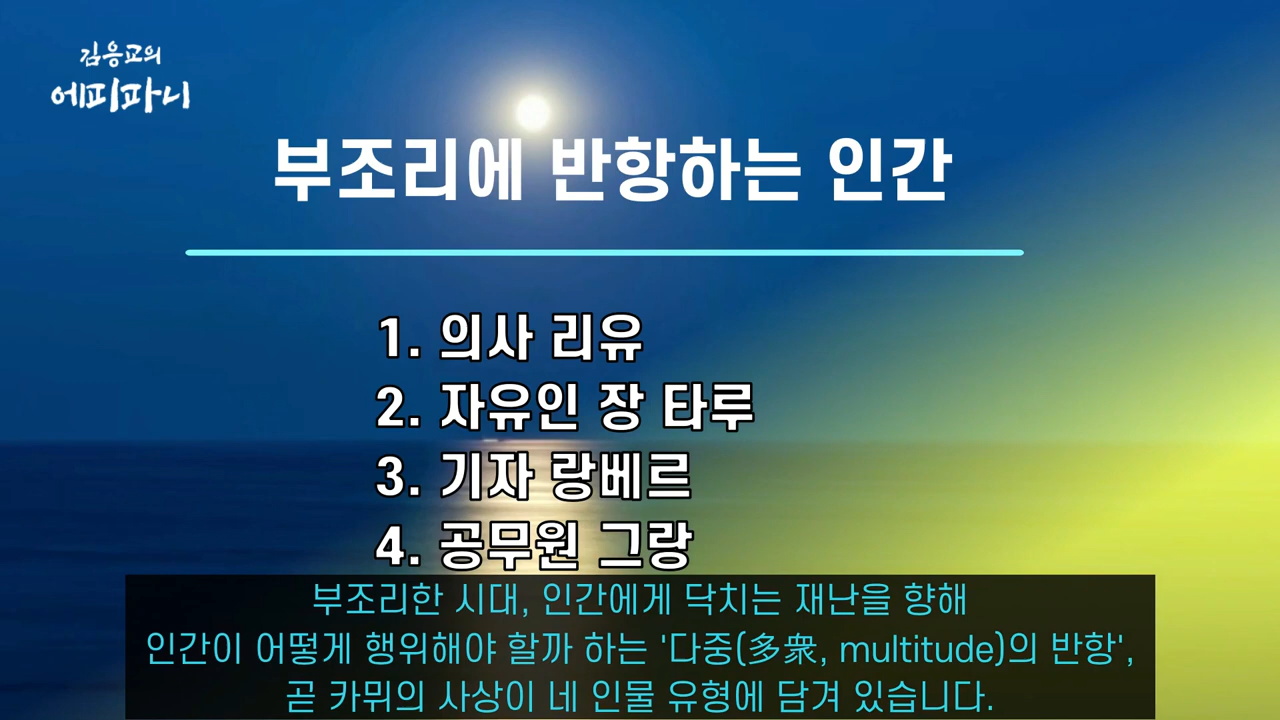 김응교의
에피파니
부조리에 반항하는 인간
1. 의사 리유
2. 자유인 장 타루
3. 기자 랑베르
4. 공무원 그랑
부조리한 시대, 인간에게 닥치는 재난을 향해
인간이 어떻게 행위해야 할까 하는 '다중(多衆, multitude)의 반항',
곧 카뮈의 사상이 네 인물 유형에 담겨 있습니다.